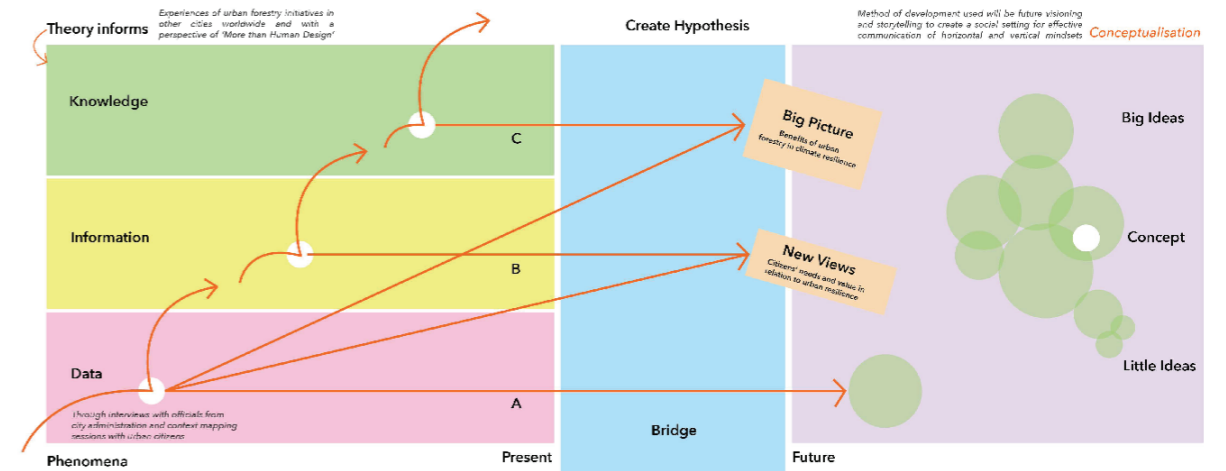 Theory informs
Experiences of urban forestry initiatives in
other cities worldwide and with a
perspective of 'More than Human Design'
Create Hypothesis
Method of development used will be future visioning
and storytelling to create a social setting for effective
communication of horizontal and vertical mindsets
Conceptualisation
Knowledge
C
Big Picture
Benefits of urban
forestry in climate resilience
Big Ideas
Information
B
New Views
Citizens' needs and value in
relation to urban resilience
Concept
Data
Through interviews with officials from
city administration and context mapping
sessions with urban citizens
A
Little Ideas
Bridge
Phenomena
Present
Future